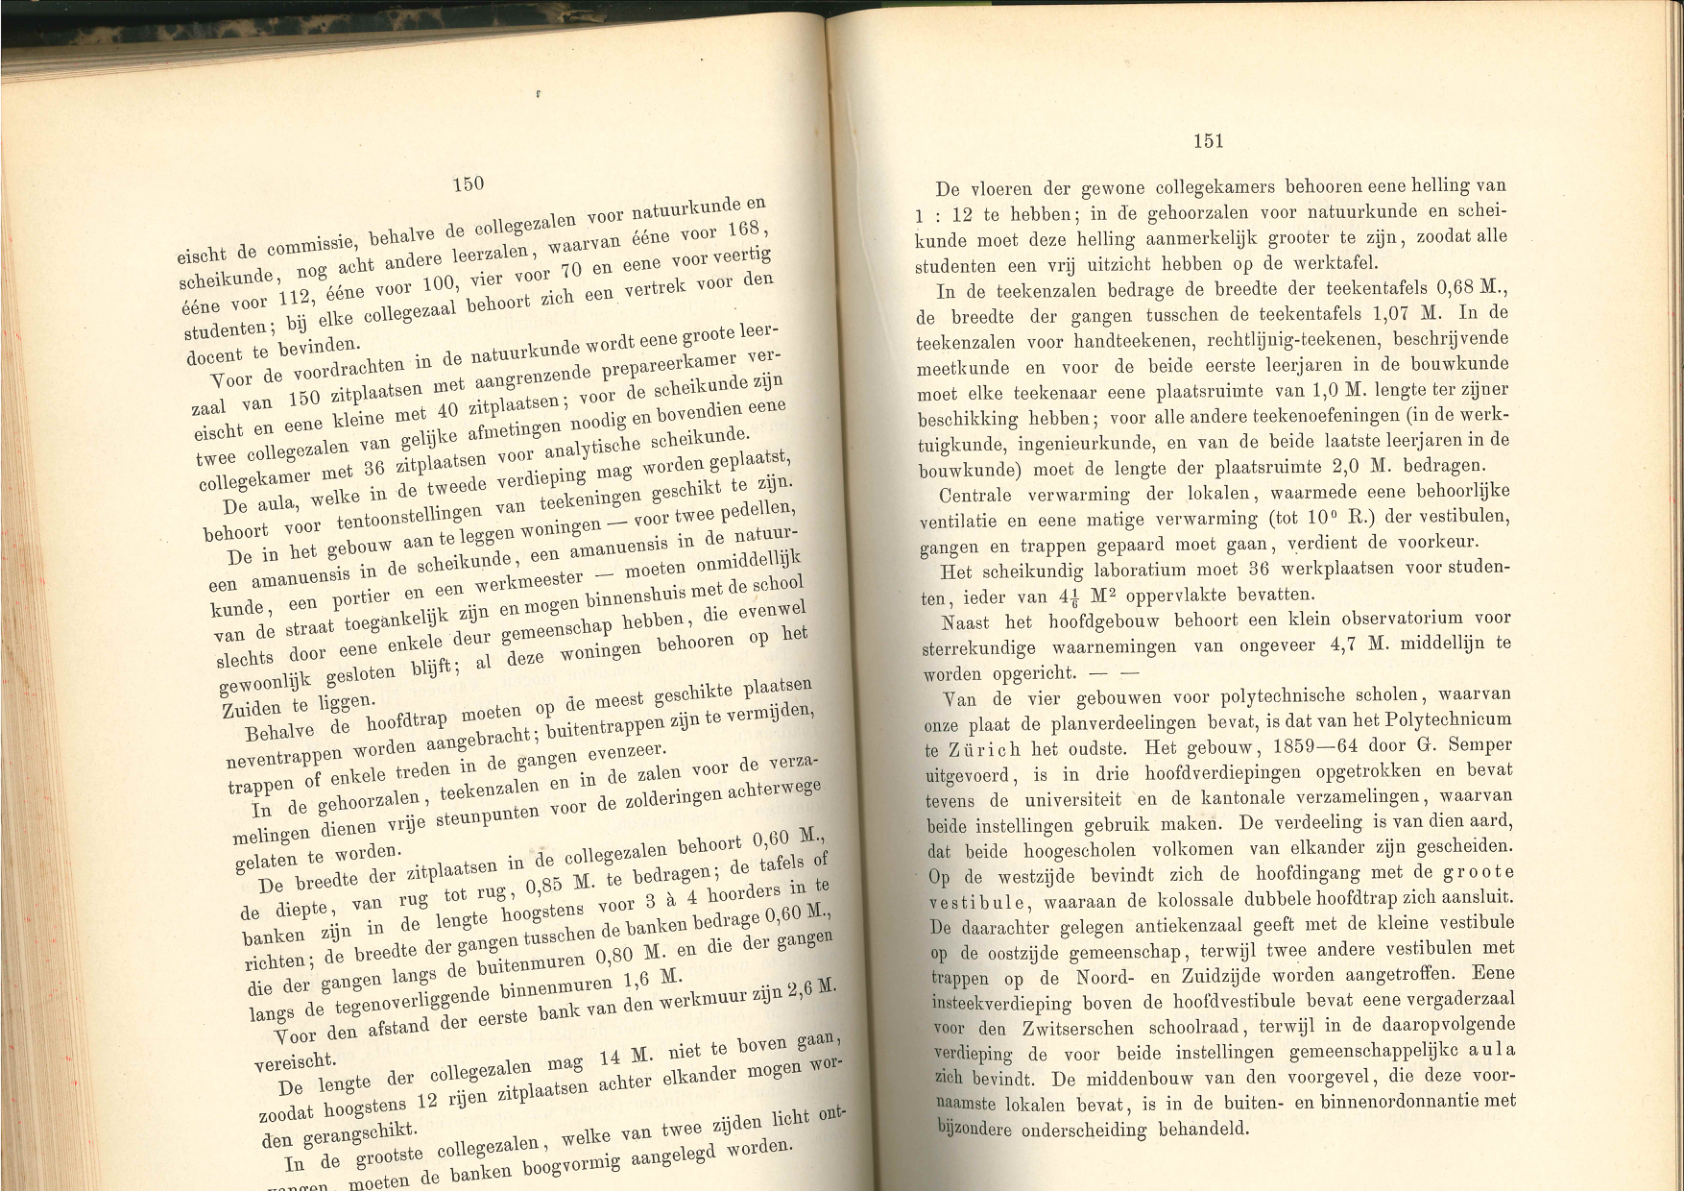 150
eischt de commissie, behalve de collegezalen voor natuurkunde en
scheikunde, nog acht andere leerzalen, waarvan ééne voor 168,
ééne voor 112, ééne voor 100, vier voor 70 en eene voor veertig
studenten; bij elke collegezaal behoort zich een vertrek voor den
docent te bevinden.
Voor de voordrachten in de natuurkunde wordt eene groote leer-
zaal van 150 zitplaatsen met aangrenzende prepareerkamer ver-
eischt en eene kleine met 40 zitplaatsen; voor de scheikunde zijn
twee collegezalen van gelijke afmetingen noodig en bovendien eene
collegekamer met 36 zitplaatsen voor analytische scheikunde.
De aula, welke in de tweede verdieping mag worden geplaatst,
behoort voor tentoonstellingen van teekeningen geschikt te zijn.
De in het gebouw aan te leggen woningen — voor twee pedellen,
een amanuensis in de scheikunde, een amanuensis in de natuur-
kunde, een portier en een werkmeester — moeten onmiddellijk
van de straat toegankelijk zijn en mogen binnenshuis met de school
slechts door eene enkele deur gemeenschap hebben, die evenwel
gewoonlijk gesloten blijft; al deze woningen behooren op het
Zuiden te liggen.
Behalve de hoofdtrap moeten op de meest geschikte plaatsen
neventrappen worden aangebracht; buitentrappen zijn te vermijden,
trappen of enkele treden in de gangen evenzeer.
In de gehoorzalen, teekenzalen en in de zalen voor de verza-
melingen dienen vrije steunpunten voor de zolderingen achterwege
gelaten te worden.
De breedte der zitplaatsen in de collegezalen behoort 0,60 M.,
de diepte, van rug tot rug, 0,85 M. te bedragen; de tafels of
banken zijn in de lengte hoogstens voor 3 à 4 hoorders in te
richten; de breedte der gangen tusschen de banken bedrage 0,60 M.,
die der gangen langs de buitenmuren 0,80 M. en die der gangen
langs de tegenoverliggende binnenmuren 1,6 M.
Voor den afstand der eerste bank van den werkmuur zijn 2,6 M.
vereischt.
De lengte der collegezalen mag 14 M. niet te boven gaan,
zoodat hoogstens 12 rijen zitplaatsen achter elkander mogen wor-
den gerangschikt.
In de grootste collegezalen, welke van twee zijden licht ont-
vangen, moeten de banken boogvormig aangelegd worden.
151
De vloeren der gewone collegekamers behooren eene helling van
1 : 12 te hebben; in de gehoorzalen voor natuurkunde en schei-
kunde moet deze helling aanmerkelijk grooter te zijn, zoodat alle
studenten een vrij uitzicht hebben op de werktafel.
In de teekenzalen bedrage de breedte der teekentafels 0,68 M.,
de breedte der gangen tusschen de teekentafels 1,07 M. In de
teekenzalen voor handteekenen, rechtlijnig-teekenen, beschrijvende
meetkunde en voor de beide eerste leerjaren in de bouwkunde
moet elke teekenaar eene plaatsruimte van 1,0 M. lengte ter zijner
beschikking hebben; voor alle andere teekenoefeningen (in de werk-
tuigkunde, ingenieurkunde, en van de beide laatste leerjaren in de
bouwkunde) moet de lengte der plaatsruimte 2,0 M. bedragen.
Centrale verwarming der lokalen, waarmede eene behoorlijke
ventilatie en eene matige verwarming (tot 10⁰ R.) der vestibulen,
gangen en trappen gepaard moet gaan, verdient de voorkeur.
Het scheikundig laboratium moet 36 werkplaatsen voor studen-
ten, ieder van 4⅙ M² oppervlakte bevatten.
Naast het hoofdgebouw behoort een klein observatorium voor
sterrekundige waarnemingen van ongeveer 4,7 M. middellijn te
worden opgericht. — —
Van de vier gebouwen voor polytechnische scholen, waarvan
onze plaat de planverdeelingen bevat, is dat van het Polytechnicum
te Zürich het oudste. Het gebouw, 1859—64 door G. Semper
uitgevoerd, is in drie hoofdverdiepingen opgetrokken en bevat
tevens de universiteit en de kantonale verzamelingen, waarvan
beide instellingen gebruik maken. De verdeeling is van dien aard,
dat beide hoogescholen volkomen van elkander zijn gescheiden.
Op de westzijde bevindt zich de hoofdingang met de groote
vestibule, waaraan de kolossale dubbele hoofdtrap zich aansluit.
De daarachter gelegen antiekenzaal geeft met de kleine vestibule
op de oostzijde gemeenschap, terwijl twee andere vestibulen met
trappen op de Noord- en Zuidzijde worden aangetroffen. Eene
insteekverdieping boven de hoofdvestibule bevat eene vergaderzaal
voor den Zwitserschen schoolraad, terwijl in de daaropvolgende
verdieping de voor beide instellingen gemeenschappelijke aula
zich bevindt. De middenbouw van den voorgevel, die deze voor-
naamste lokalen bevat, is in de buiten- en binnenordonnantie met
bijzondere onderscheiding behandeld.